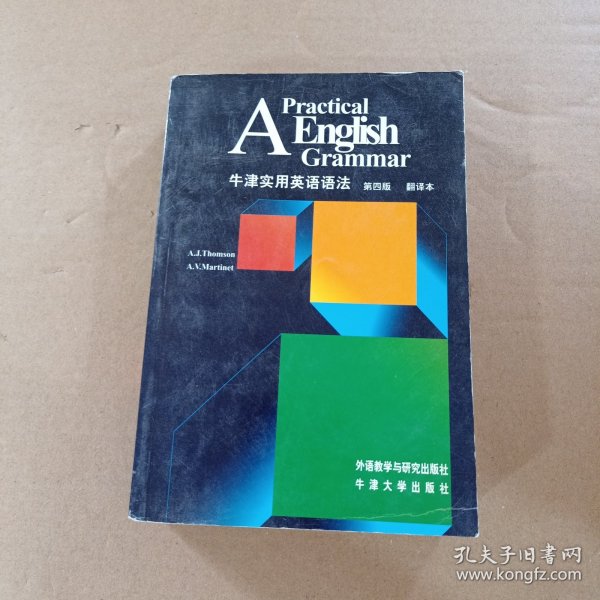 A Practical
English
Grammar
牛津实用英语语法 第四版 翻译本
A.J.Thomson
A.V.Martinet
外语教学与研究出版社
牛津大学出版社
孔夫子旧书网
www.kongfz.com